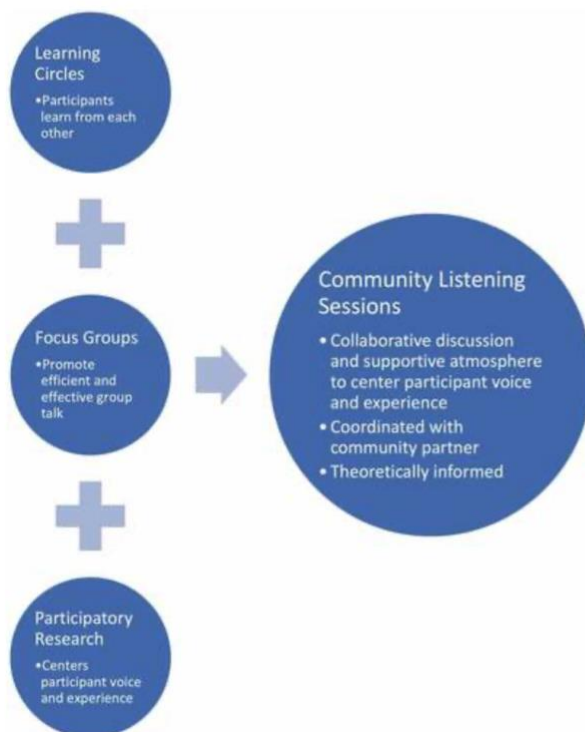 Learning
Circles
•Participants
learn from each
other
Focus Groups
•Promote
efficient and
effective group
talk
Participatory
Research
•Centers
participant voice
and experience
Community Listening
Sessions
•Collaborative discussion
and supportive atmosphere
to center participant voice
and experience
•Coordinated with
community partner
•Theoretically informed